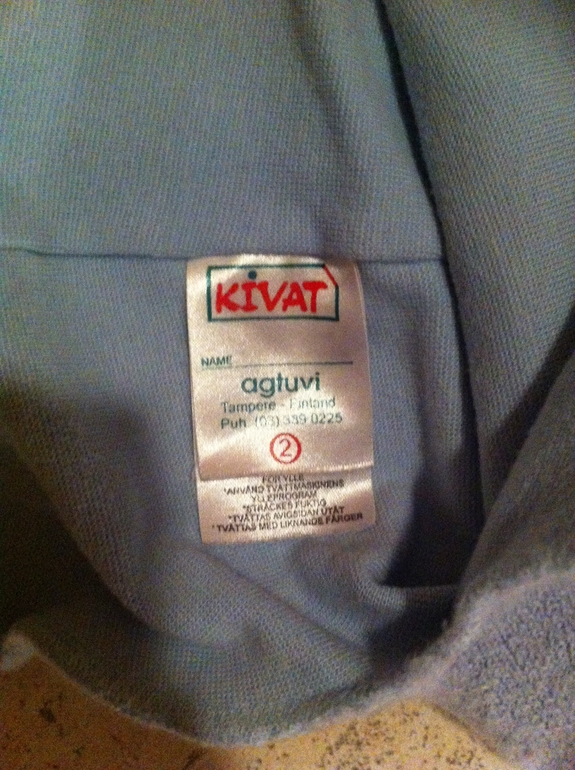 KIVAT
NAME
agtuvi
Tampere - Finland
Puh. (03) 339 0225
2
FÖR YLLE
*ANVÄND TVÄTTMASKINENS
YLLEPROGRAM
*STRÄCKES FUKTIG
*TVÄTTAS AVIGSIDAN UTÅT
*TVÄTTAS MED LIKNANDE FÄRGER